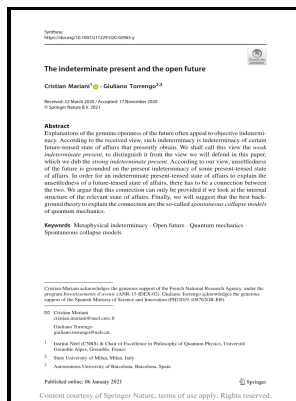 Synthese
https://doi.org/10.1007/s11229-020-02963-y
Check for updates
The indeterminate present and the open future
Cristian Mariani1 · Giuliano Torrengo2,3
Received: 22 March 2020 / Accepted: 17 November 2020
© Springer Nature B.V. 2021
Abstract
Explanations of the genuine openness of the future often appeal to objective indetermi-
nacy. According to the received view, such indeterminacy is indeterminacy of certain
future-tensed state of affairs that presently obtain. We shall call this view the weak
indeterminate present, to distinguish it from the view we will defend in this paper,
which we dub the strong indeterminate present. According to our view, unsettledness
of the future is grounded on the present indeterminacy of some present-tensed state
of affairs. In order for an indeterminate present-tensed state of affairs to explain the
unsettledness of a future-tensed state of affairs, there has to be a connection between
the two. We argue that this connection can only be provided if we look at the internal
structure of the relevant state of affairs. Finally, we will suggest that the best back-
ground theory to explain the connection are the so-called spontaneous collapse models
of quantum mechanics.
Keywords Metaphysical indeterminacy · Open future · Quantum mechanics ·
Spontaneous collapse models
Cristian Mariani acknowledges the generous support of the French National Research Agency, under the
program Investissements d'avenir (ANR-15-IDEX-02). Giuliano Torrengo acknowledges the generous
support of the Spanish Ministry of Science and Innovation (PID2019-108762GB-I00).
✉ Cristian Mariani
cristian.mariani@neel.cnrs.fr
Giuliano Torrengo
giuliano.torrengo@uab.cat
1 Institut Néel (CNRS) & Chair of Excellence in Philosophy of Quantum Physics, Université
Grenoble Alpes, Grenoble, France
2 State University of Milan, Milan, Italy
3 Autonomous University of Barcelona, Barcelona, Spain
Published online: 06 January 2021
Springer
Content courtesy of Springer Nature, terms of use apply. Rights reserved.